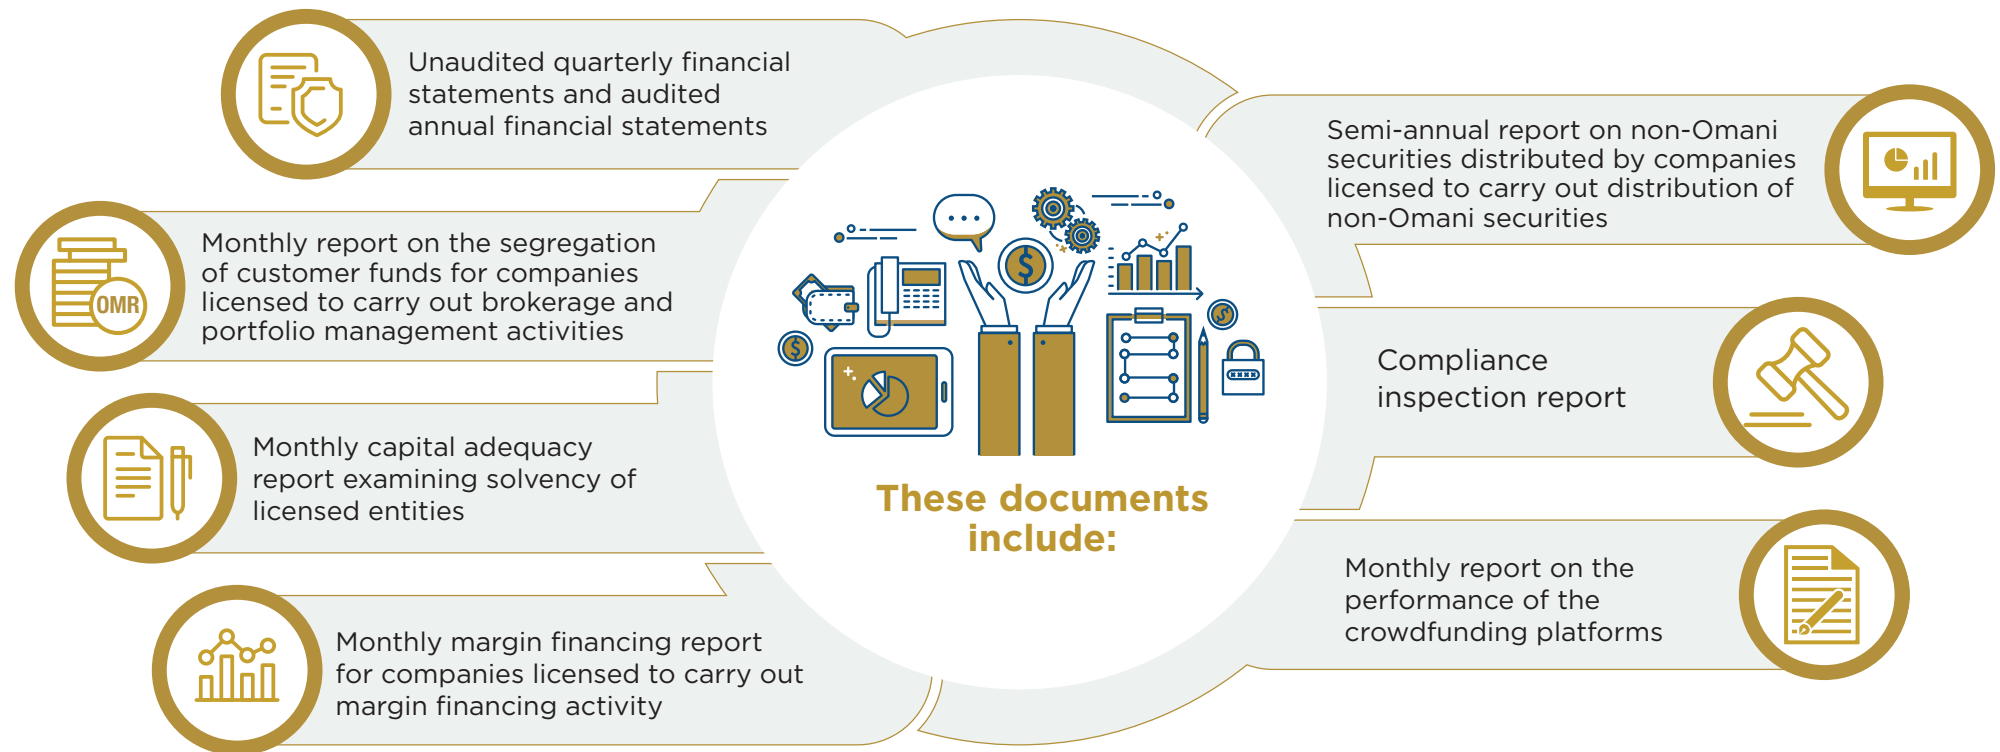 Unaudited quarterly financial
statements and audited
annual financial statements
Monthly report on the segregation
of customer funds for companies
licensed to carry out brokerage and
portfolio management activities
OMR
Monthly capital adequacy
report examining solvency of
licensed entities
Monthly margin financing report
for companies licensed to carry out
margin financing activity
These documents
include:
Semi-annual report on non-Omani
securities distributed by companies
licensed to carry out distribution of
non-Omani securities
Compliance
inspection report
Monthly report on the
performance of the
crowdfunding platforms